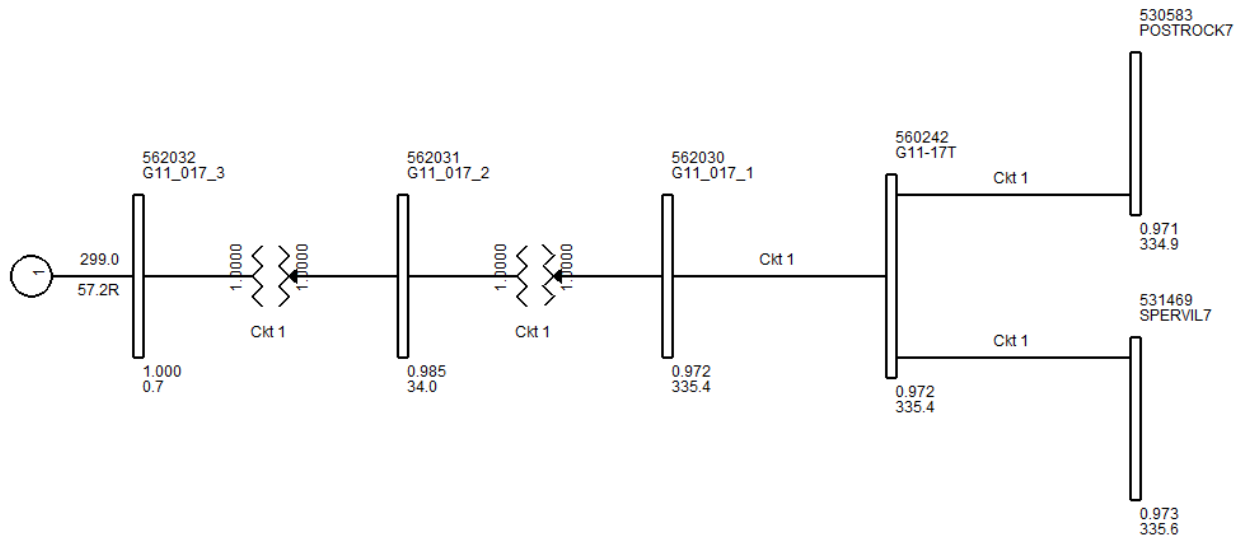 530583
POSTROCK7
560242
G11-17T
562032
G11_017_3
562031
G11_017_2
562030
G11_017_1
Ckt 1
0.971
334.9
299.0
1
57.2R
1.0000
1.0000
Ckt 1
1.0000
1.0000
Ckt 1
Ckt 1
531469
SPERVIL7
Ckt 1
1.000
0.7
0.985
34.0
0.972
335.4
0.972
335.4
0.973
335.6